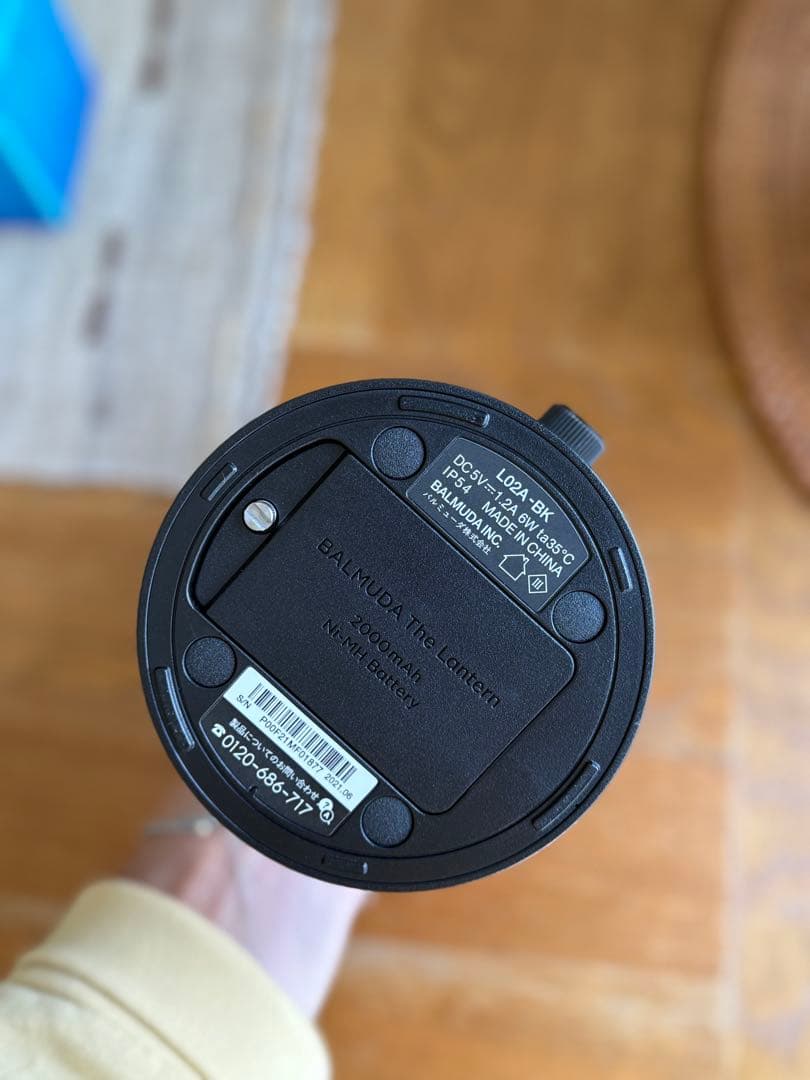 L02A-BK
DC5V⎓1.2A 6W ta35℃
IP54 MADE IN CHINA
BALMUDA INC.
バルミューダ株式会社
BALMUDA The Lantern
2000mAh
Ni-MH Battery
S/N P00F21MF01877 2021.06
製品についてのお問い合わせ
0120-686-717